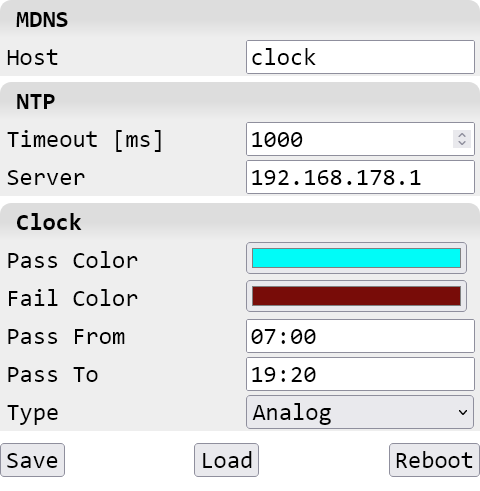 MDNS
Host clock
NTP
Timeout [ms] 1000
Server 192.168.178.1
Clock
Pass Color
Fail Color
Pass From 07:00
Pass To 19:20
Type Analog
Save Load Reboot